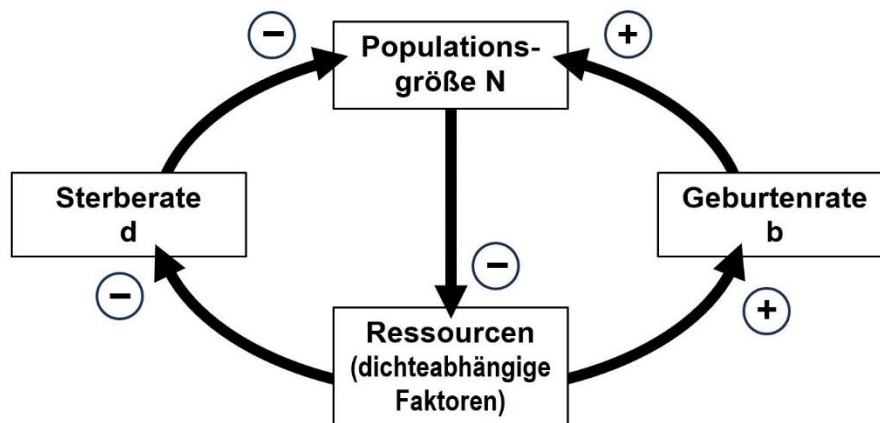 −
Populations-
größe N
+
Sterberate
d
Geburtenrate
b
−
−
+
Ressourcen
(dichteabhängige
Faktoren)